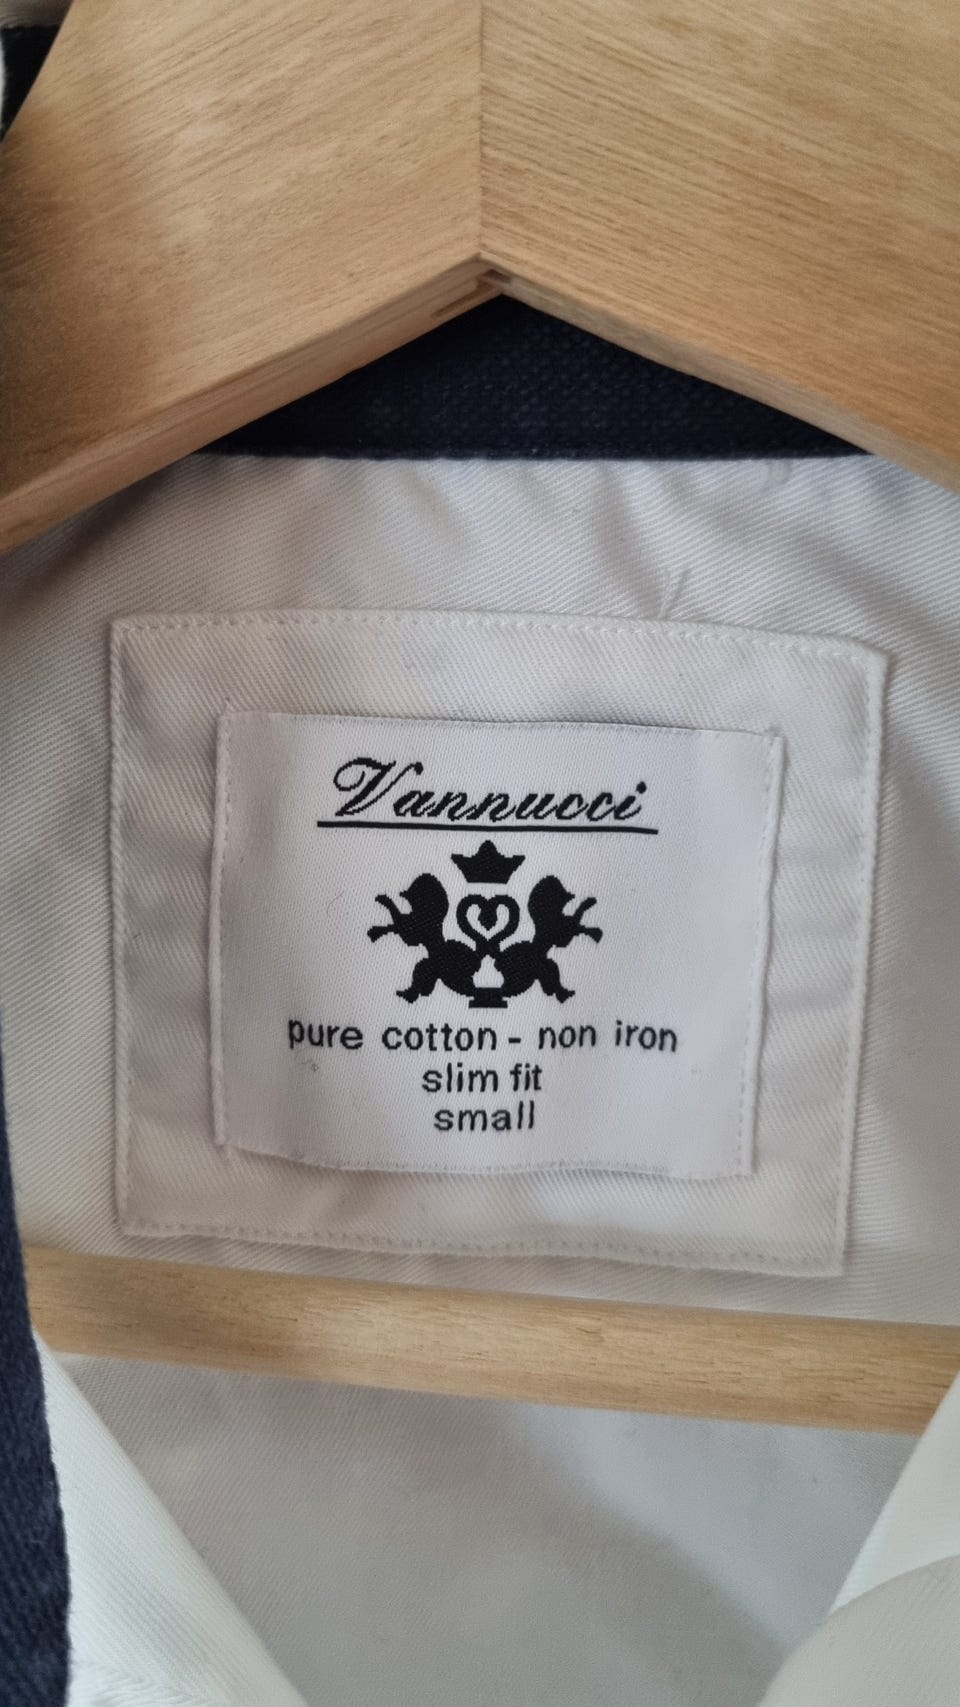 Vannucci
pure cotton - non iron
slim fit
small